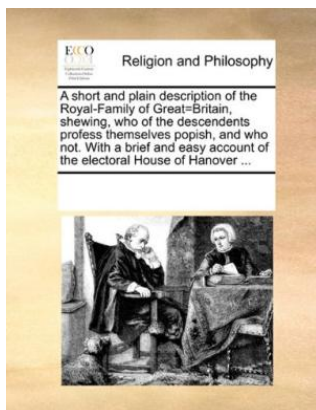 ECCO
Religion and Philosophy
A short and plain description of the
Royal-Family of Great=Britain,
shewing, who of the descendents
profess themselves popish, and who
not. With a brief and easy account of
the electoral House of Hanover ...